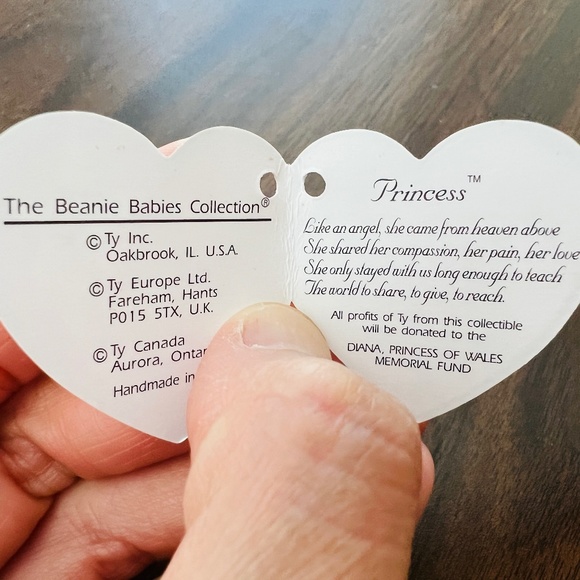 The Beanie Babies Collection®
© Ty Inc.
Oakbrook, IL. U.S.A.
© Ty Europe Ltd.
Fareham, Hants
P015 5TX, U.K.
© Ty Canada
Aurora,
Handmade in
Princess™
Like an angel, she came from heaven above
She shared her compassion, her pain, her love
She only stayed with us long enough to teach
The world to share, to give, to reach.
All profits of Ty from this collectible
will be donated to the
DIANA, PRINCESS OF WALES
MEMORIAL FUND